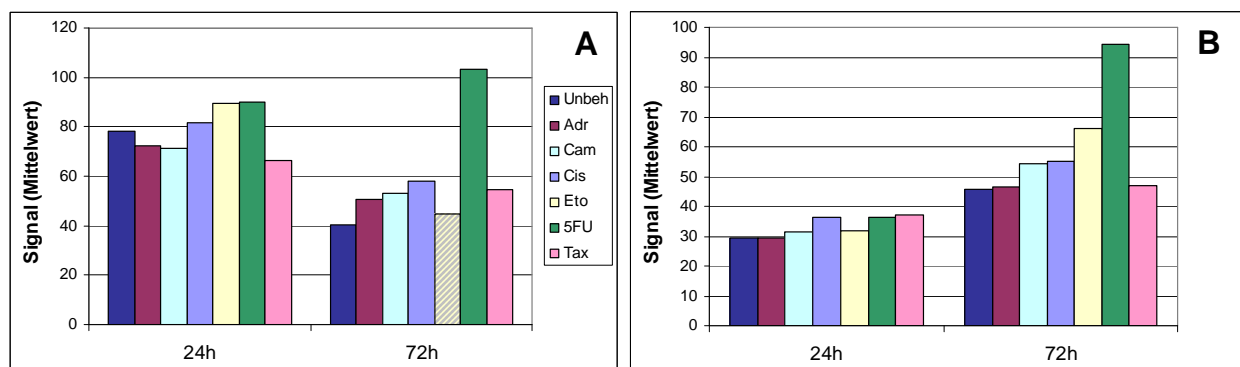 A
Signal (Mittelwert)
120
100
80
60
40
20
0
24h
72h
Unbeh
Adr
Cam
Cis
Eto
5FU
Tax
B
Signal (Mittelwert)
100
90
80
70
60
50
40
30
20
10
0
24h
72h